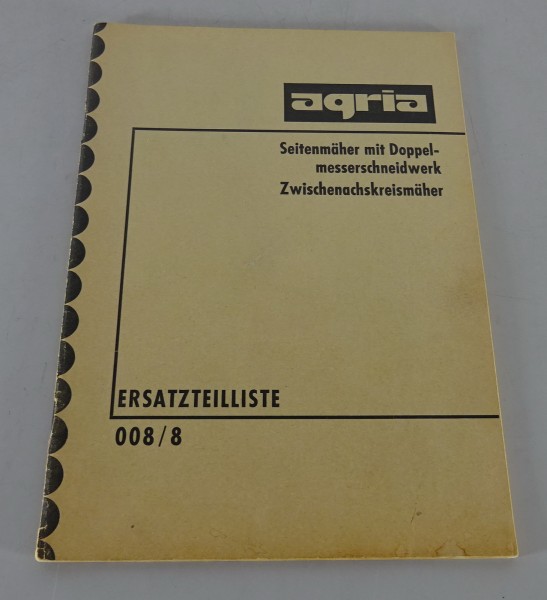 agria
Seitenmäher mit Doppel-
messerschneidwerk
Zwischenachskreismäher
ERSATZTEILLISTE
008/8